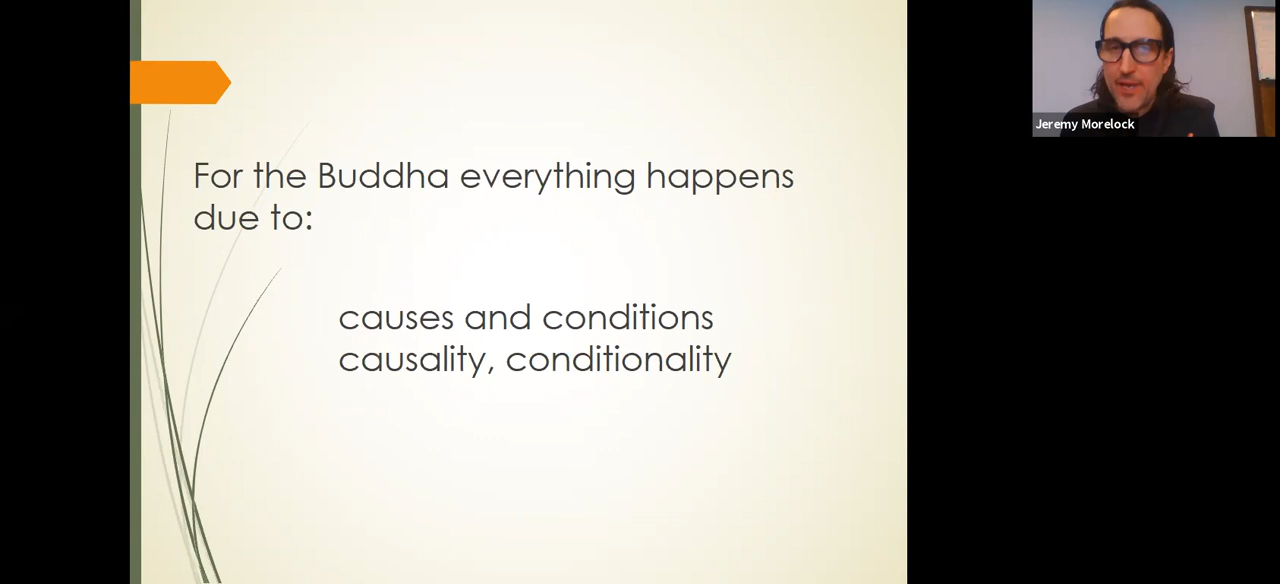 For the Buddha everything happens
due to:
causes and conditions
causality, conditionality
Jeremy Morelock